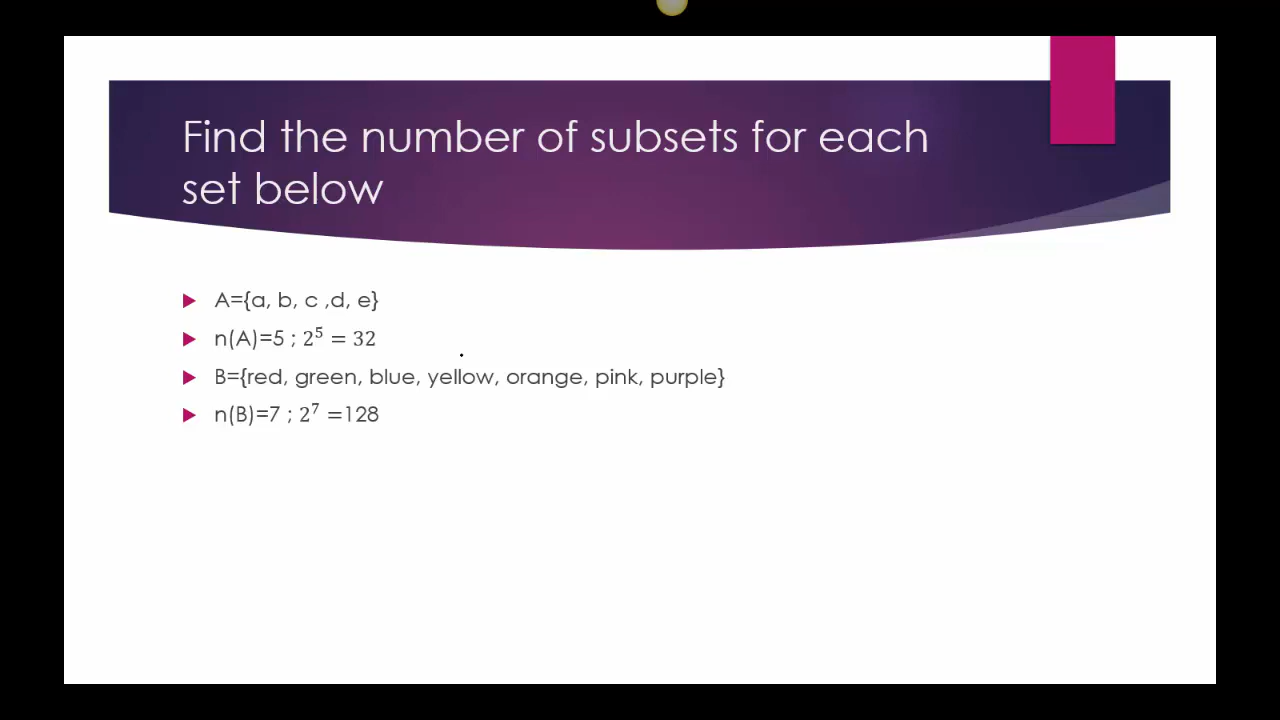 Find the number of subsets for each
set below
A={a, b, c ,d, e}
n(A)=5 ; 2⁵ = 32
B={red, green, blue, yellow, orange, pink, purple}
n(B)=7 ; 2⁷ =128